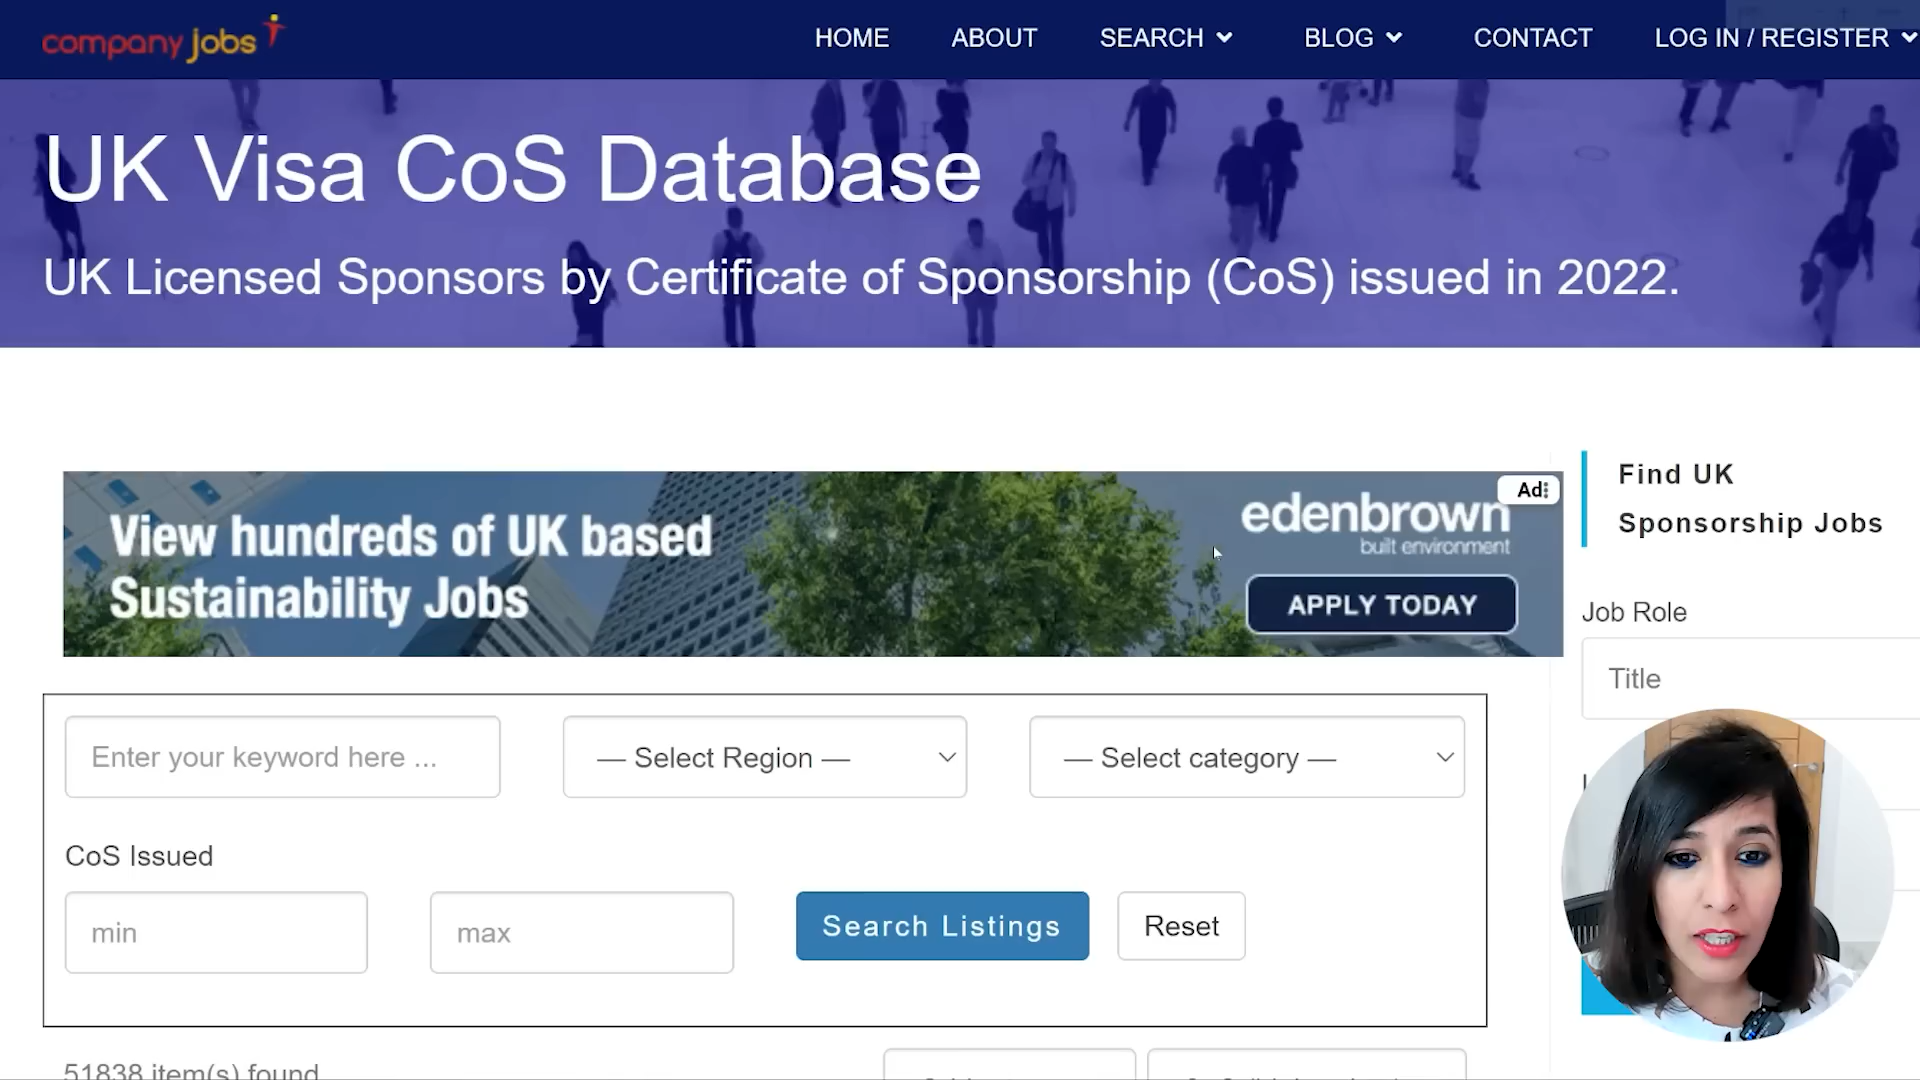 company jobs
HOME
ABOUT
SEARCH
BLOG
CONTACT
LOG IN / REGISTER
UK Visa CoS Database
UK Licensed Sponsors by Certificate of Sponsorship (CoS) issued in 2022.
View hundreds of UK based
Sustainability Jobs
Ad
edenbrown
built environment
APPLY TODAY
Find UK
Sponsorship Jobs
Job Role
Title
Enter your keyword here ...
— Select Region —
— Select category —
CoS Issued
min
max
Search Listings
Reset
51838 item(s) found